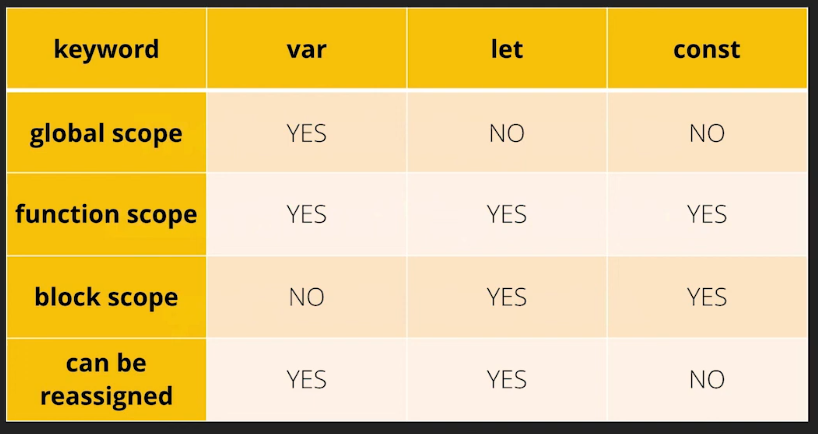 keyword var let const
global scope YES NO NO
function scope YES YES YES
block scope NO YES YES
can be
reassigned YES YES NO